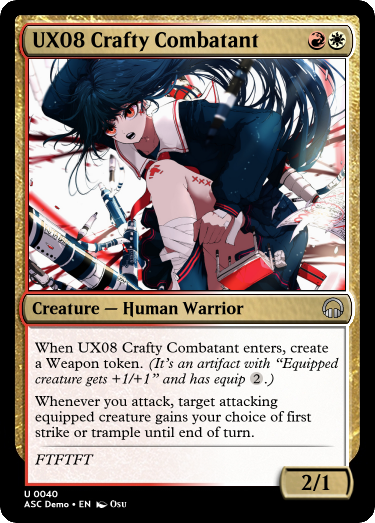 UX08 Crafty Combatant
Creature — Human Warrior
When UX08 Crafty Combatant enters, create
a Weapon token. (It's an artifact with “Equipped
creature gets +1/+1” and has equip 2.)
Whenever you attack, target attacking
equipped creature gains your choice of first
strike or trample until end of turn.
FTFTFT
2/1
U 0040
ASC Demo • EN Osu